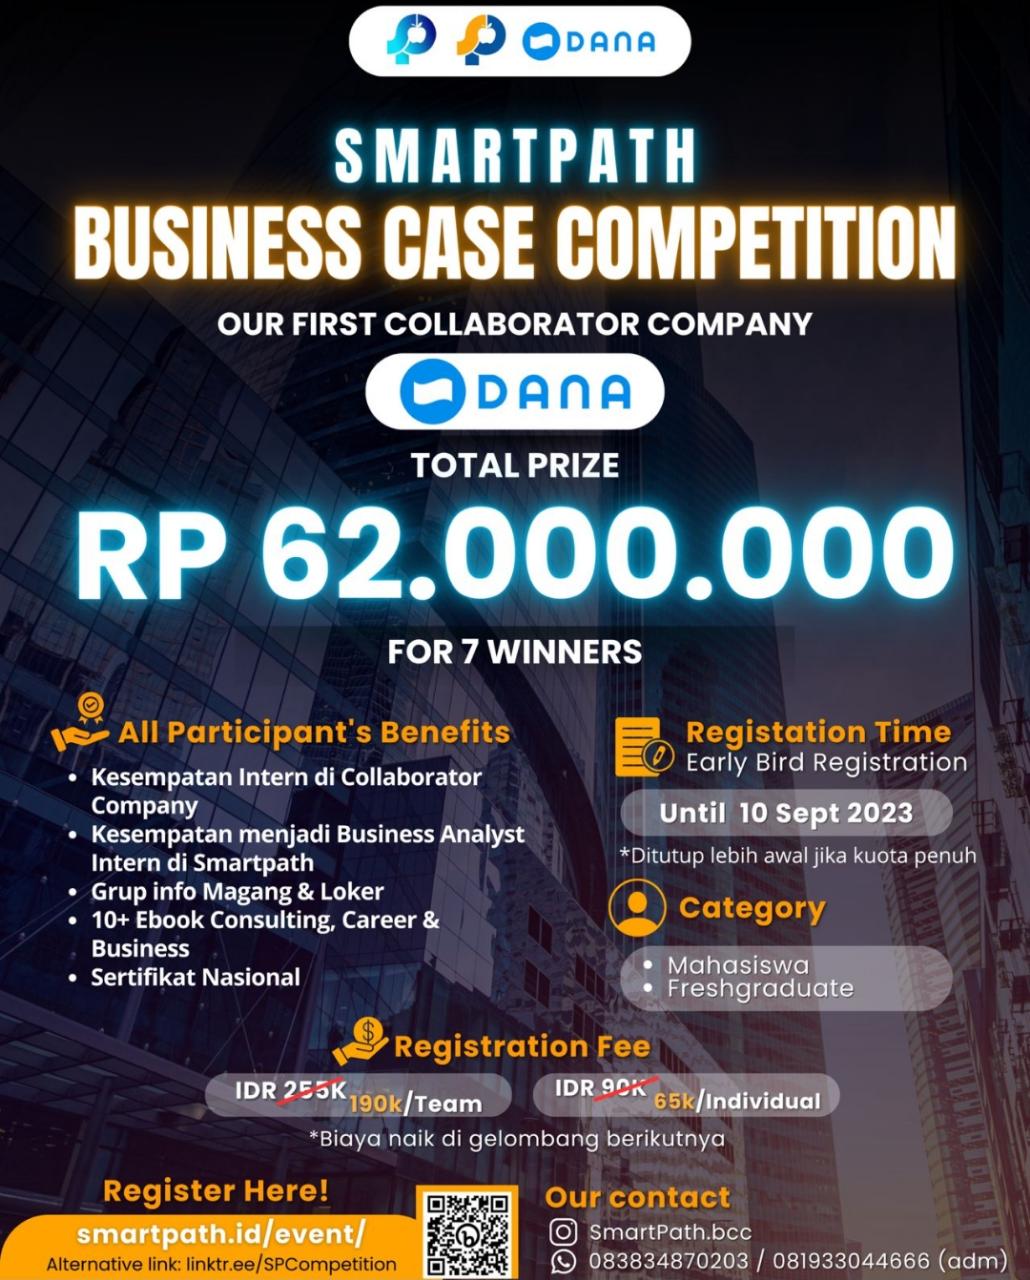 DANA
SMARTPATH
BUSINESS CASE COMPETITION
OUR FIRST COLLABORATOR COMPANY
DANA
TOTAL PRIZE
RP 62.000.000
FOR 7 WINNERS
All Participant's Benefits
• Kesempatan Intern di Collaborator
Company
• Kesempatan menjadi Business Analyst
Intern di Smartpath
• Grup info Magang & Loker
• 10+ Ebook Consulting, Career &
Business
• Sertifikat Nasional
Registation Time
Early Bird Registration
Until 10 Sept 2023
*Ditutup lebih awal jika kuota penuh
Category
• Mahasiswa
• Freshgraduate
Registration Fee
IDR 255K 190k/Team
IDR 90K 65k/Individual
*Biaya naik di gelombang berikutnya
Register Here!
smartpath.id/event/
Alternative link: linktr.ee/SPCompetition
Our contact
SmartPath.bcc
083834870203 / 081933044666 (adm)